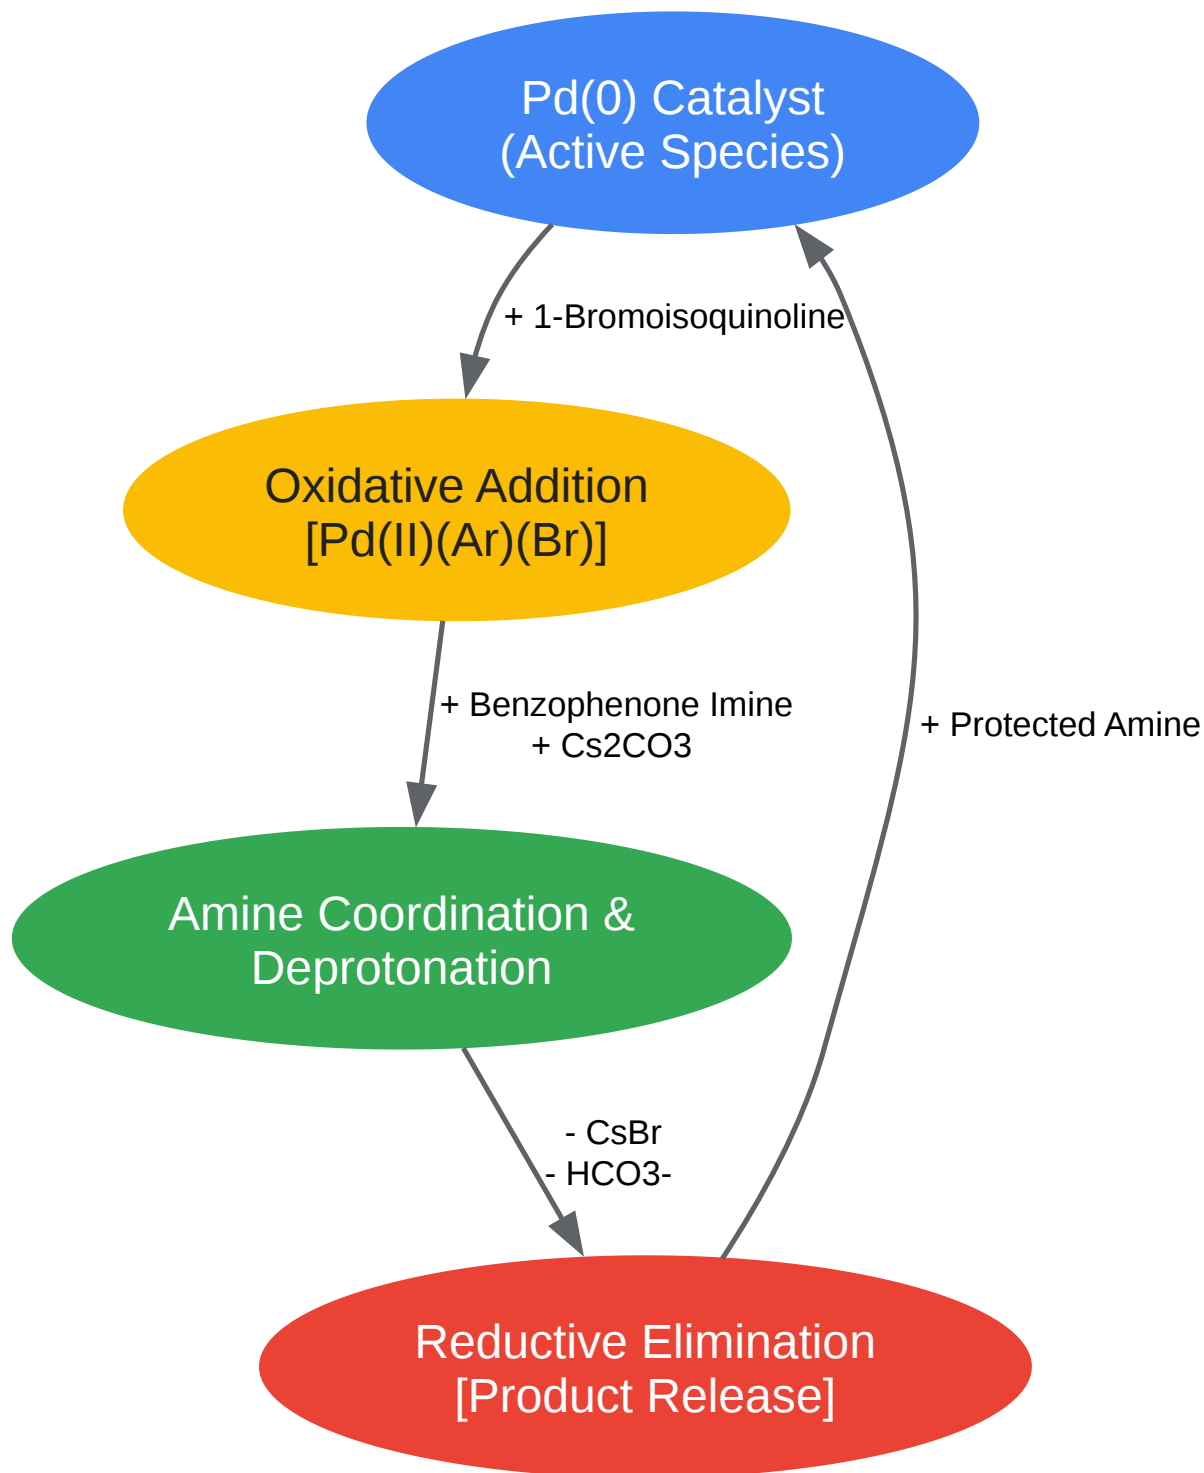 Pd(0) Catalyst
(Active Species)
+ 1-Bromoisoquinoline
Oxidative Addition
[Pd(II)(Ar)(Br)]
+ Benzophenone Imine
+ Cs2CO3
+ Protected Amine
Amine Coordination &
Deprotonation
- CsBr
- HCO3-
Reductive Elimination
[Product Release]